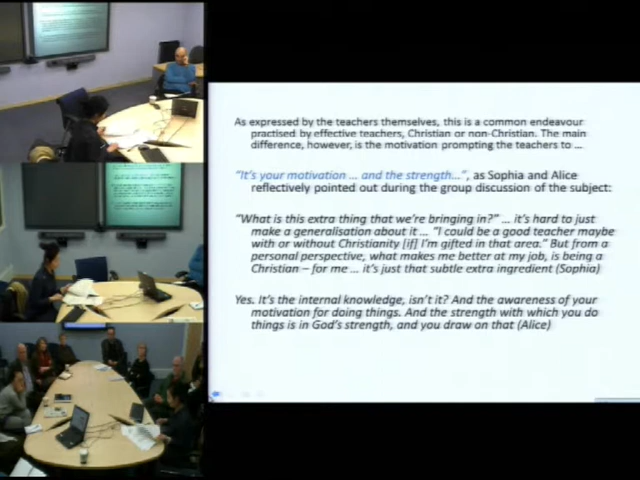 As expressed by the teachers themselves, this is a common endeavour
practised by effective teachers, Christian or non-Christian. The main
difference, however, is the motivation prompting the teachers to ...
"It's your motivation ... and the strength...", as Sophia and Alice
reflectively pointed out during the group discussion of the subject:
"What is this extra thing that we're bringing in?" ... it's hard to just
make a generalisation about it ... "I could be a good teacher maybe
with or without Christianity [if] I'm gifted in that area." But from a
personal perspective, what makes me better at my job, is being a
Christian – for me ... it's just that subtle extra ingredient (Sophia)
Yes. It's the internal knowledge, isn't it? And the awareness of your
motivation for doing things. And the strength with which you do
things is in God's strength, and you draw on that (Alice)